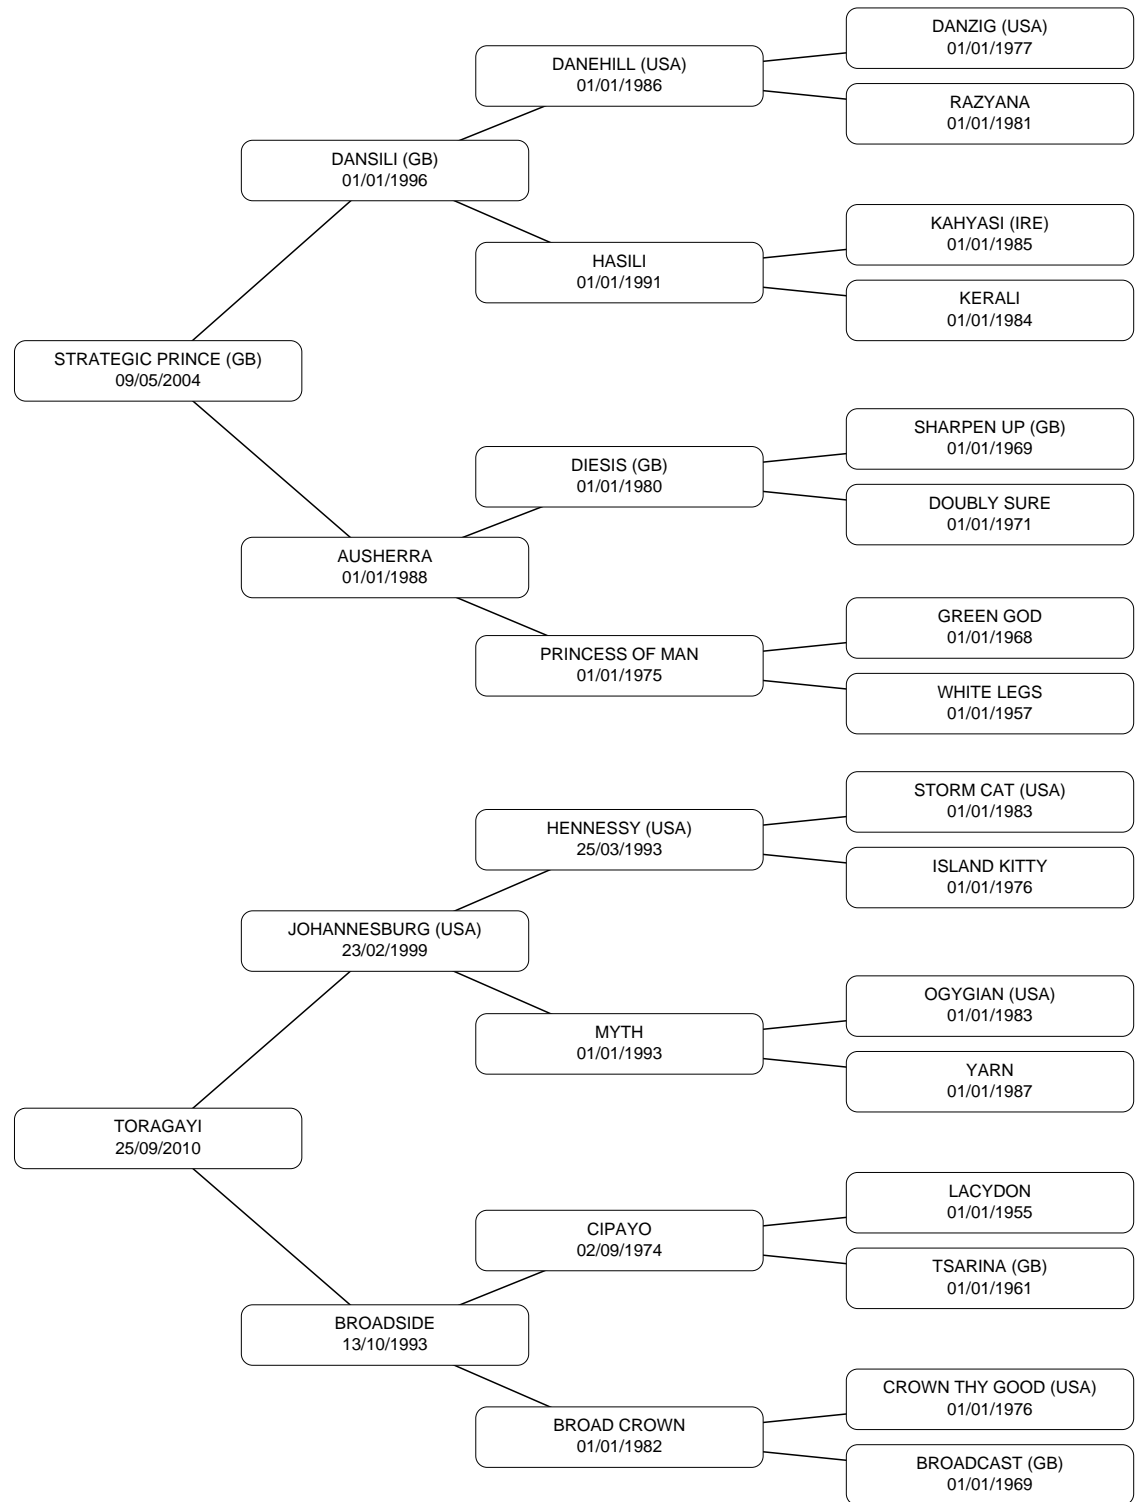 DANZIG (USA)
01/01/1977
DANEHILL (USA)
01/01/1986
RAZYANA
01/01/1981
DANSILI (GB)
01/01/1996
KAHYASI (IRE)
01/01/1985
HASILI
01/01/1991
KERALI
01/01/1984
STRATEGIC PRINCE (GB)
09/05/2004
SHARPEN UP (GB)
01/01/1969
DIESIS (GB)
01/01/1980
DOUBLY SURE
01/01/1971
AUSHERRA
01/01/1988
GREEN GOD
01/01/1968
PRINCESS OF MAN
01/01/1975
WHITE LEGS
01/01/1957
STORM CAT (USA)
01/01/1983
HENNESSY (USA)
25/03/1993
ISLAND KITTY
01/01/1976
JOHANNESBURG (USA)
23/02/1999
OGYGIAN (USA)
01/01/1983
MYTH
01/01/1993
YARN
01/01/1987
TORAGAYI
25/09/2010
LACYDON
01/01/1955
CIPAYO
02/09/1974
TSARINA (GB)
01/01/1961
BROADSIDE
13/10/1993
CROWN THY GOOD (USA)
01/01/1976
BROAD CROWN
01/01/1982
BROADCAST (GB)
01/01/1969